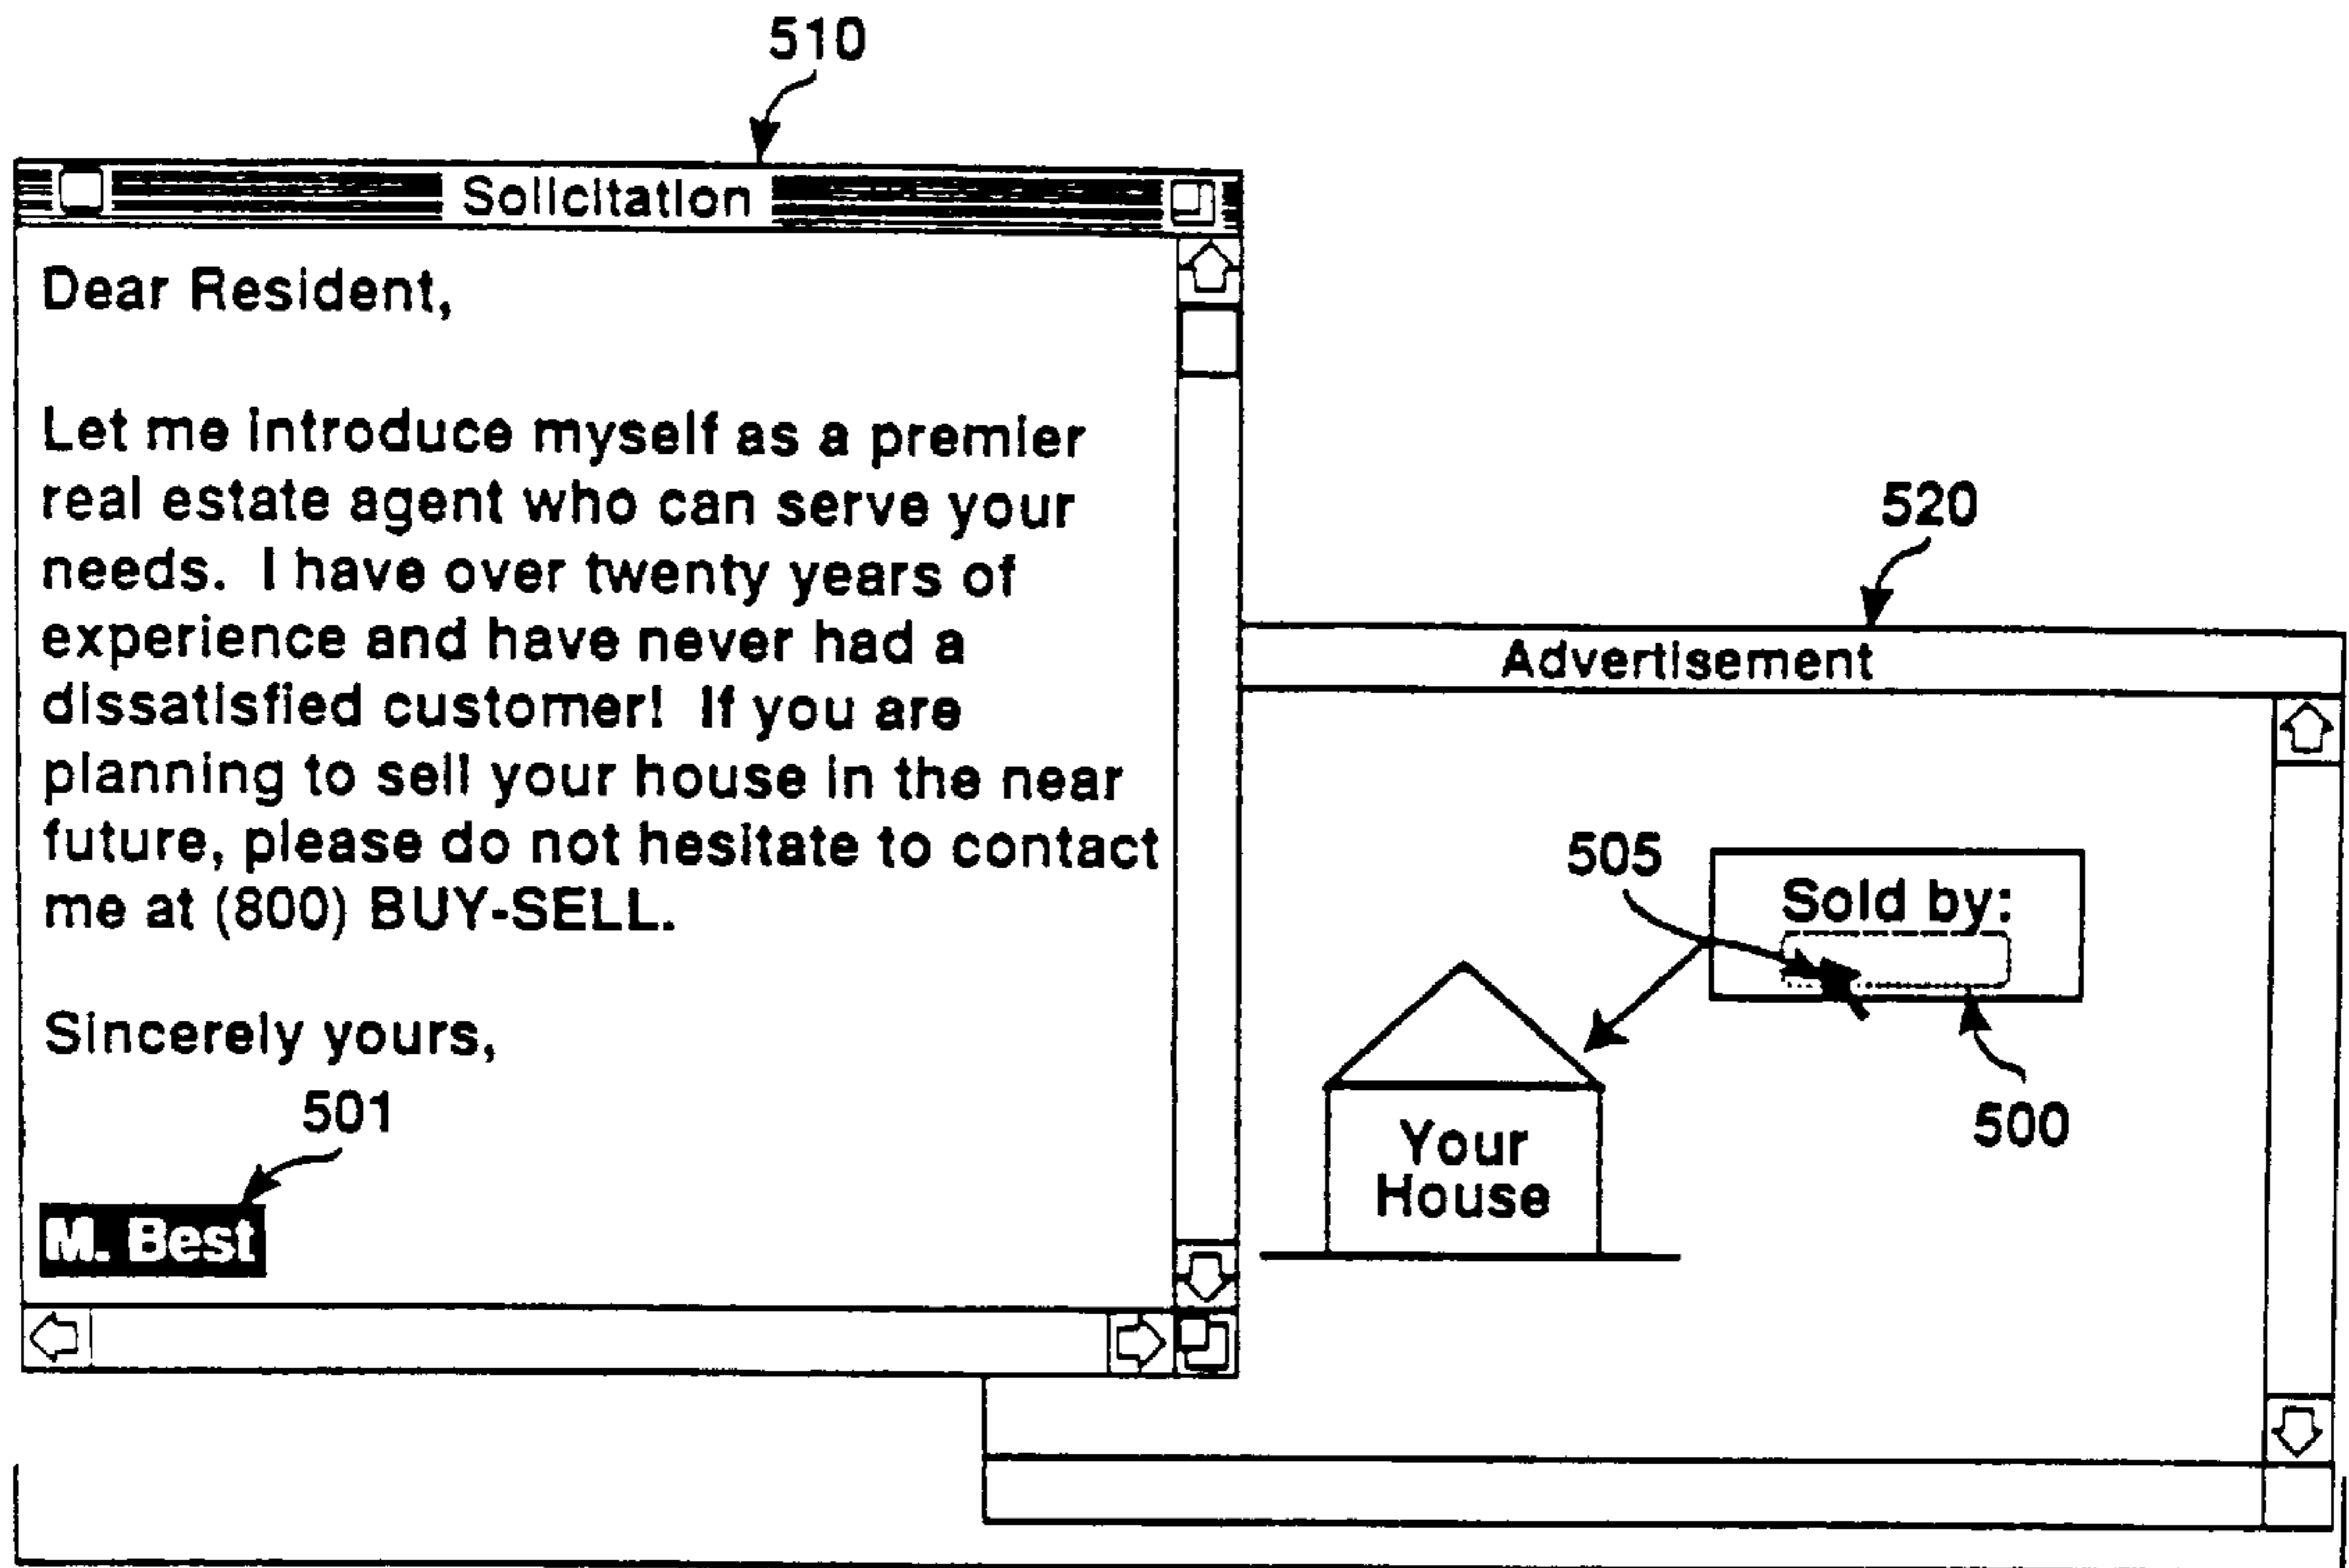 510
Solicitation
Dear Resident,
Let me introduce myself as a premier
real estate agent who can serve your
needs.  I have over twenty years of
experience and have never had a
dissatisfied customer!  If you are
planning to sell your house in the near
future, please do not hesitate to contact
me at (800) BUY-SELL.
Sincerely yours,
501
M. Best
520
Advertisement
505
Sold by:
500
Your
House